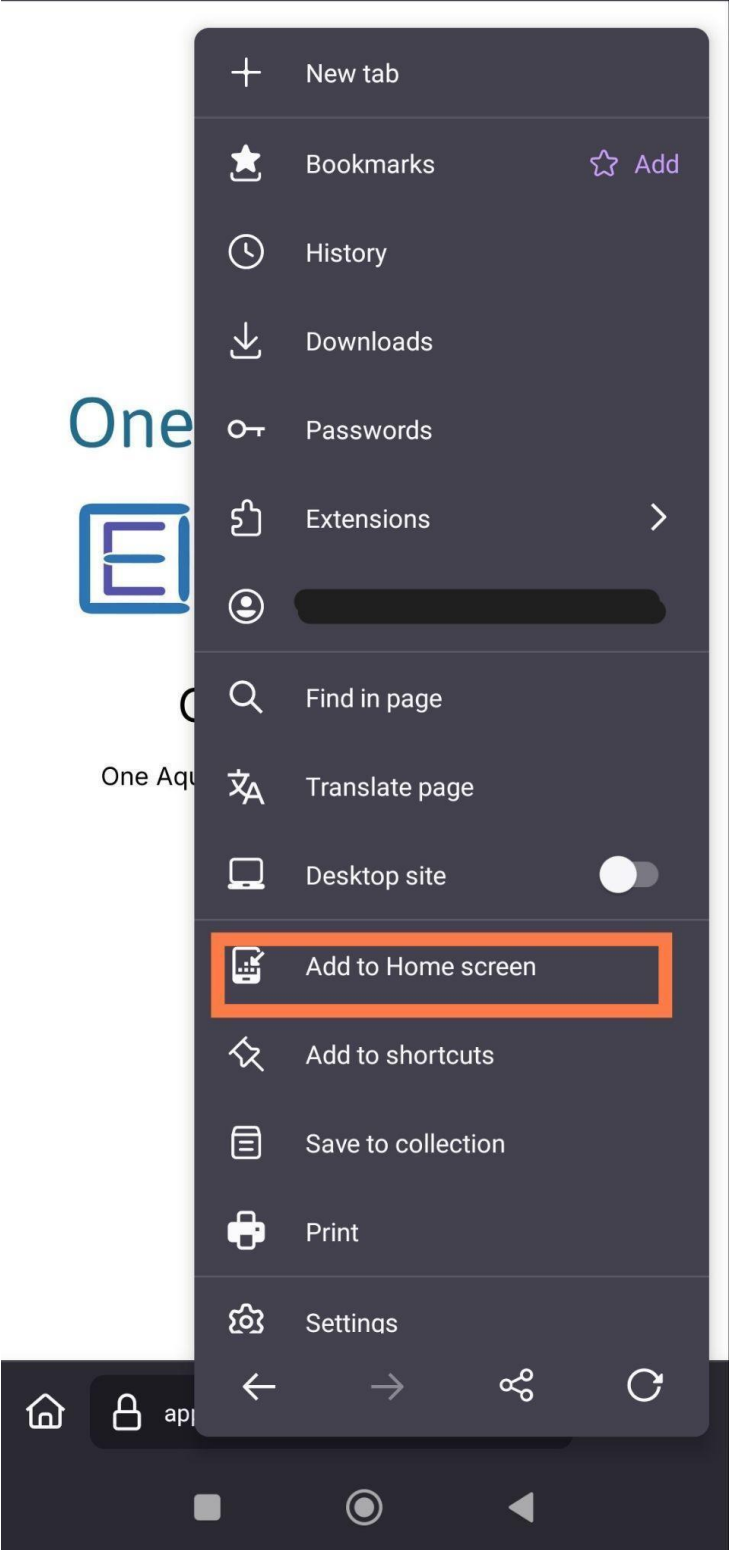 New tab
Bookmarks
Add
History
Downloads
One
Passwords
Extensions
Find in page
One Aqu
Translate page
Desktop site
Add to Home screen
Add to shortcuts
Save to collection
Print
Settings
app